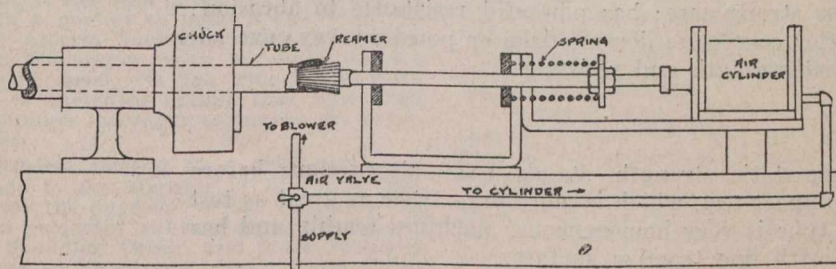 CHUCK
TUBE
REAMER
SPRING
AIR
CYLINDER
TO BLOWER
AIR VALVE
TO CYLINDER
SUPPLY